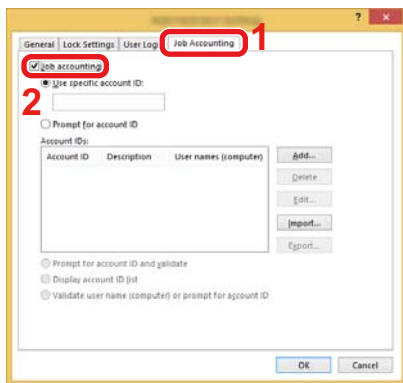 ?
General Lock Settings User Log Job Accounting 1
Job accounting
Use specific account ID:
2
Prompt for account ID
Account IDs:
Account ID Description User names (computer)
Add...
Delete
Edit...
Import...
Export...
Prompt for account ID and validate
Display account ID list
Validate user name (computer) or prompt for account ID
OK Cancel